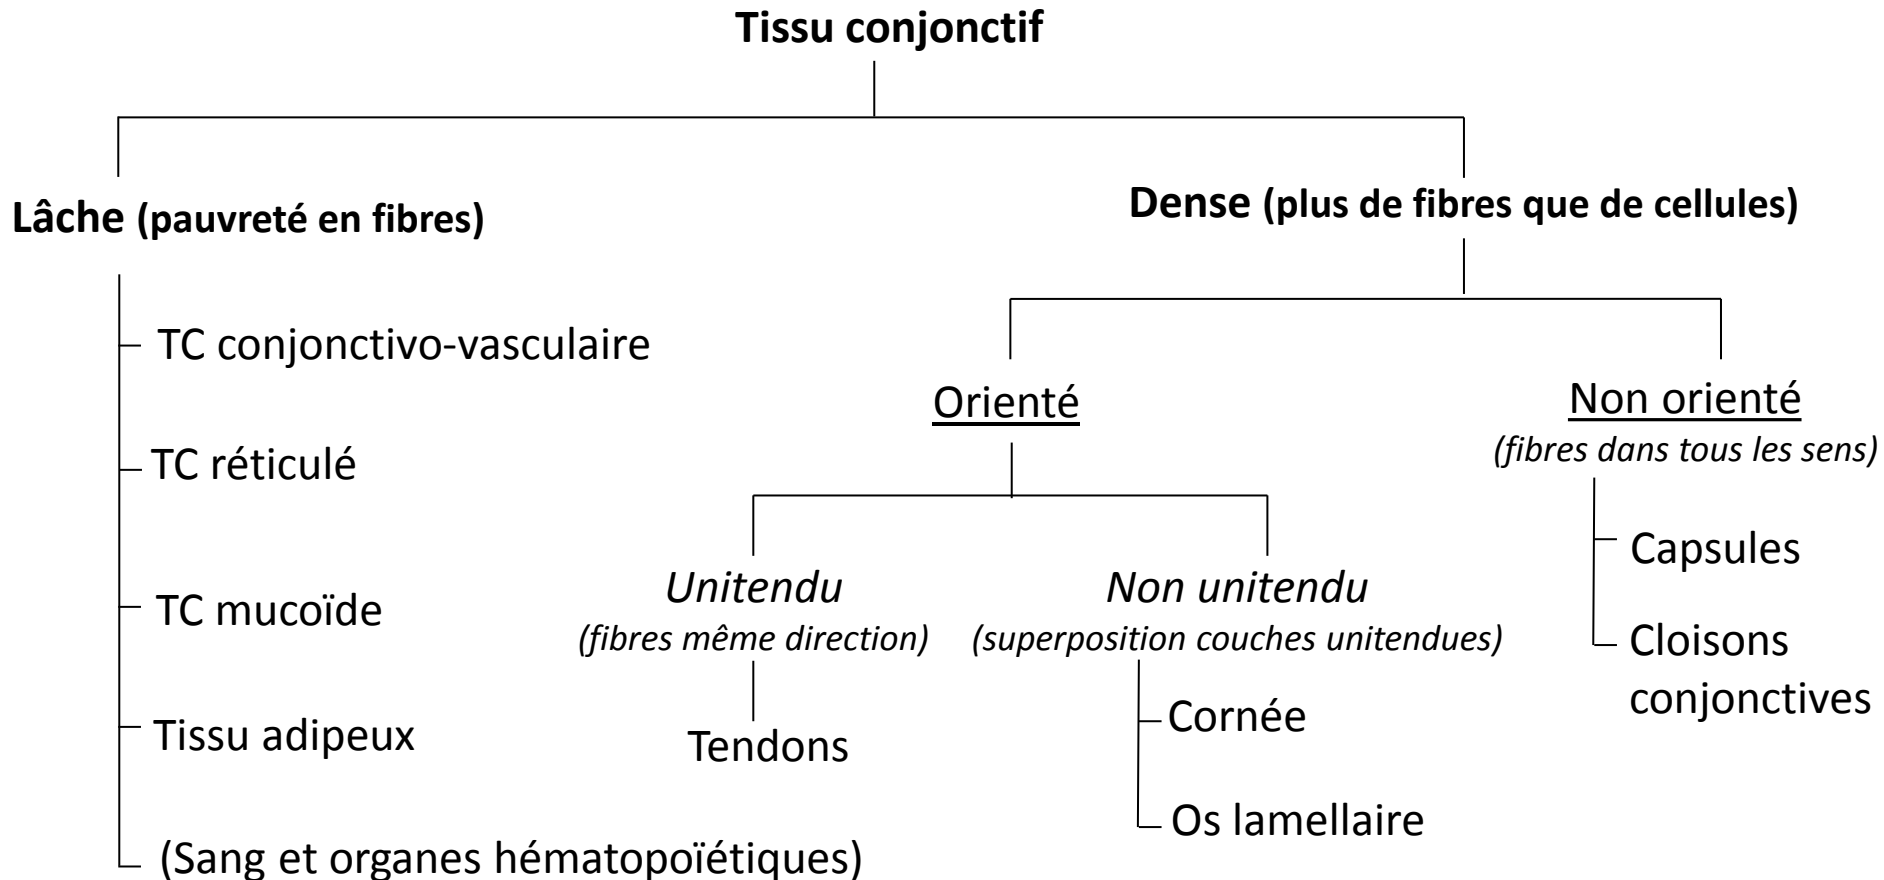 Tissu conjonctif
Lâche (pauvreté en fibres)
TC conjonctivo-vasculaire
TC réticulé
TC mucoïde
Tissu adipeux
(Sang et organes hématopoïétiques)
Dense (plus de fibres que de cellules)
Orienté
Unitendu
(fibres même direction)
Tendons
Non unitendu
(superposition couches unitendues)
Cornée
Os lamellaire
Non orienté
(fibres dans tous les sens)
Capsules
Cloisons
conjonctives